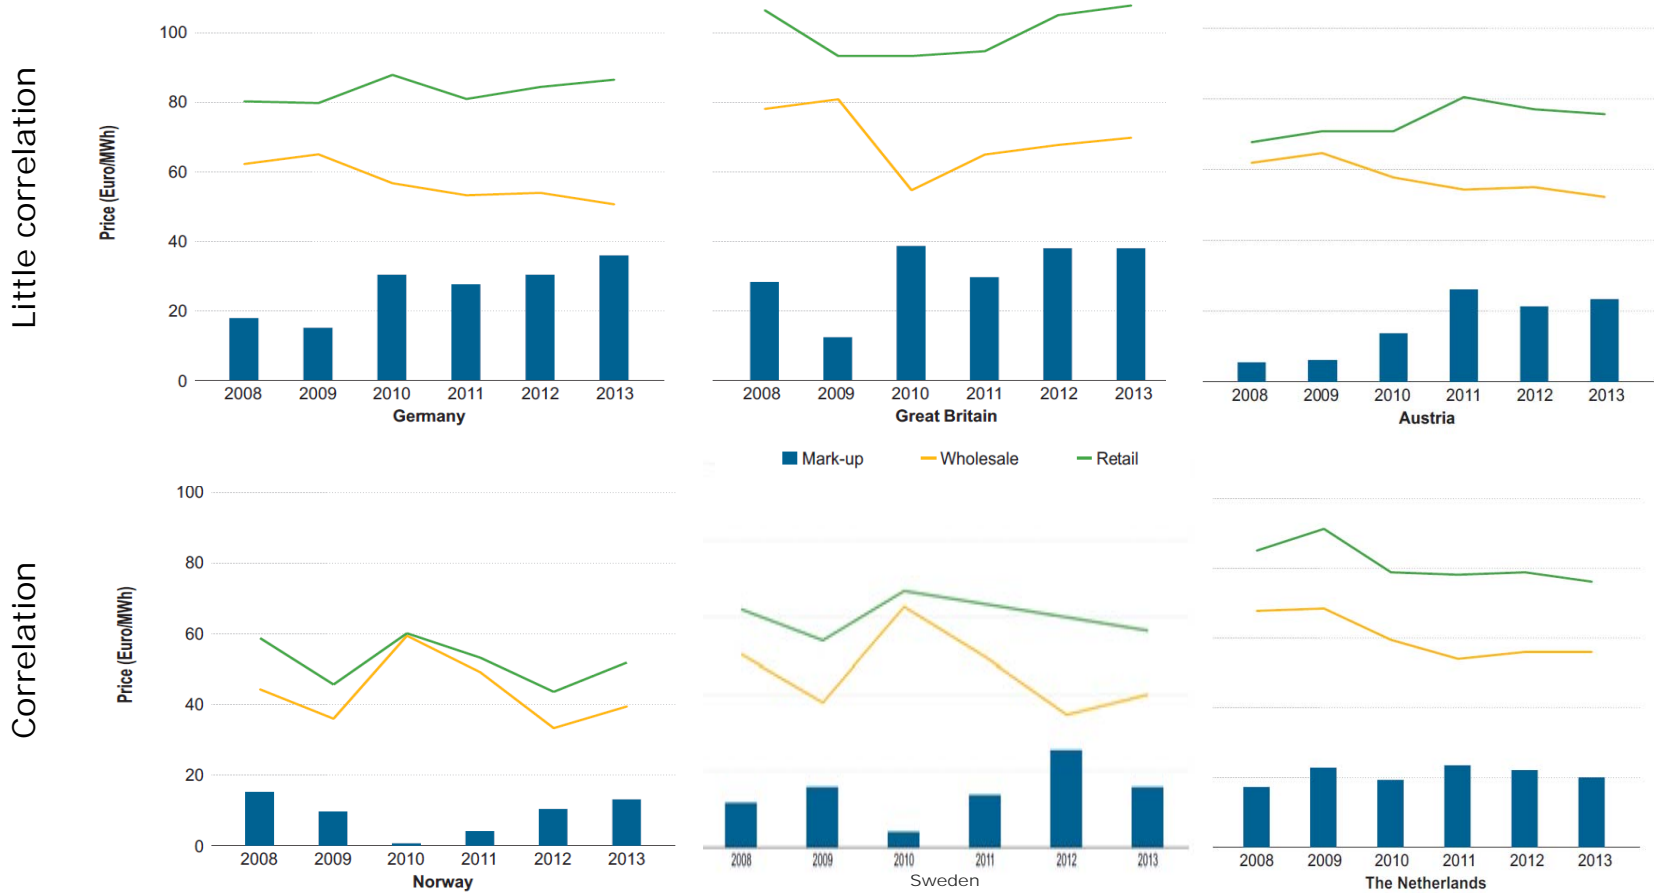 Little correlation
Price (Euro/MWh)
100
80
60
40
20
0
2008 2009 2010 2011 2012 2013
Germany
2008 2009 2010 2011 2012 2013
Great Britain
2008 2009 2010 2011 2012 2013
Austria
Mark-up Wholesale Retail
Correlation
Price (Euro/MWh)
100
80
60
40
20
0
2008 2009 2010 2011 2012 2013
Norway
2008 2009 2010 2011 2012 2013
Sweden
2008 2009 2010 2011 2012 2013
The Netherlands